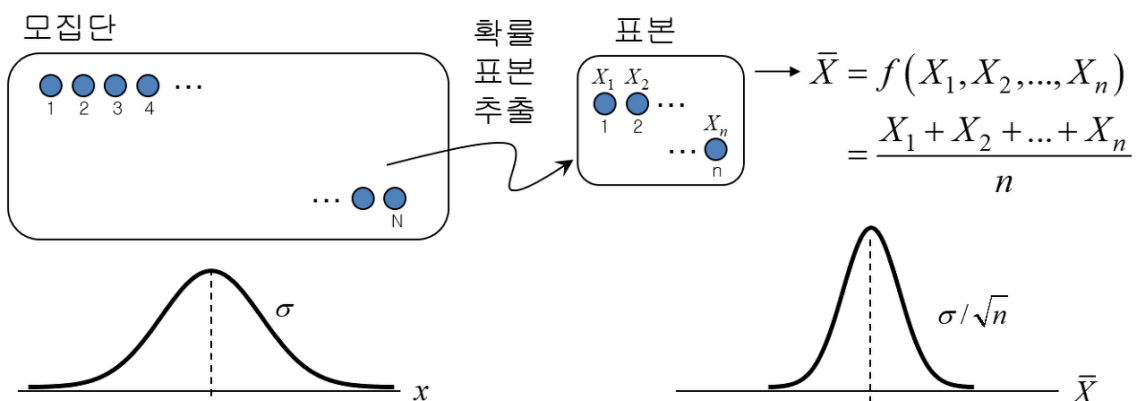 모집단
1 2 3 4 ...
... N
확률
표본
추출
표본
X₁ X₂
1 2 ...
Xₙ
... n
X̄ = f(X₁, X₂, ..., Xₙ)
= (X₁ + X₂ + ... + Xₙ) / n
σ
x
σ/√n
X̄